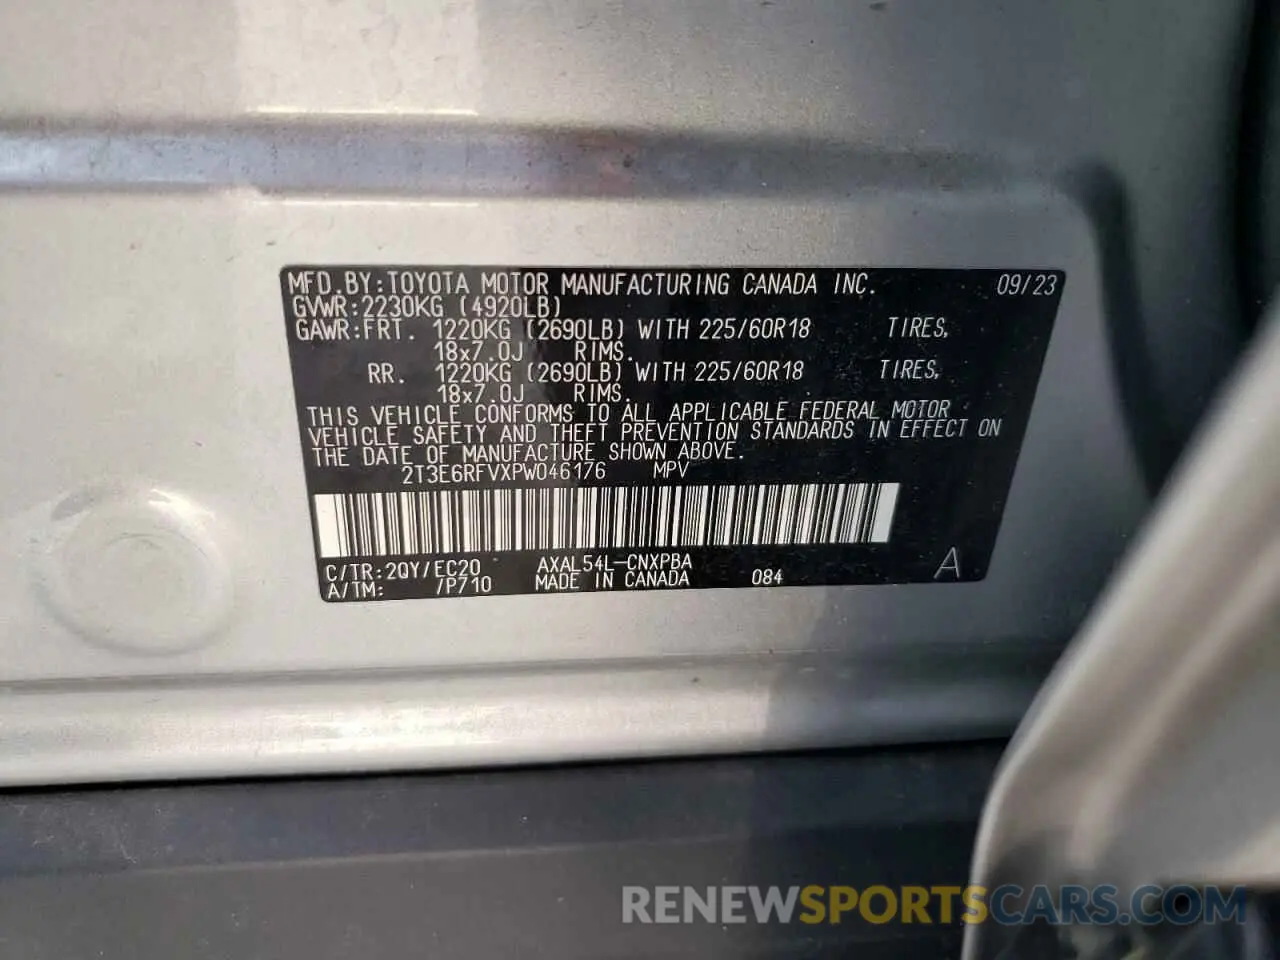 MFD.BY:TOYOTA MOTOR MANUFACTURING CANADA INC. 09/23
GVWR:2230KG (4920LB)
GAWR:FRT. 1220KG (2690LB) WITH 225/60R18 TIRES,
18x7.0J RIMS.
RR. 1220KG (2690LB) WITH 225/60R18 TIRES,
18x7.0J RIMS.
THIS VEHICLE CONFORMS TO ALL APPLICABLE FEDERAL MOTOR
VEHICLE SAFETY AND THEFT PREVENTION STANDARDS IN EFFECT ON
THE DATE OF MANUFACTURE SHOWN ABOVE.
2T3E6RFVXPW046176 MPV
C/TR:2QY/EC20 AXAL54L-CNXPBA
A/TM: /P710 MADE IN CANADA 084 A
RENEWSPORTSCARS.COM